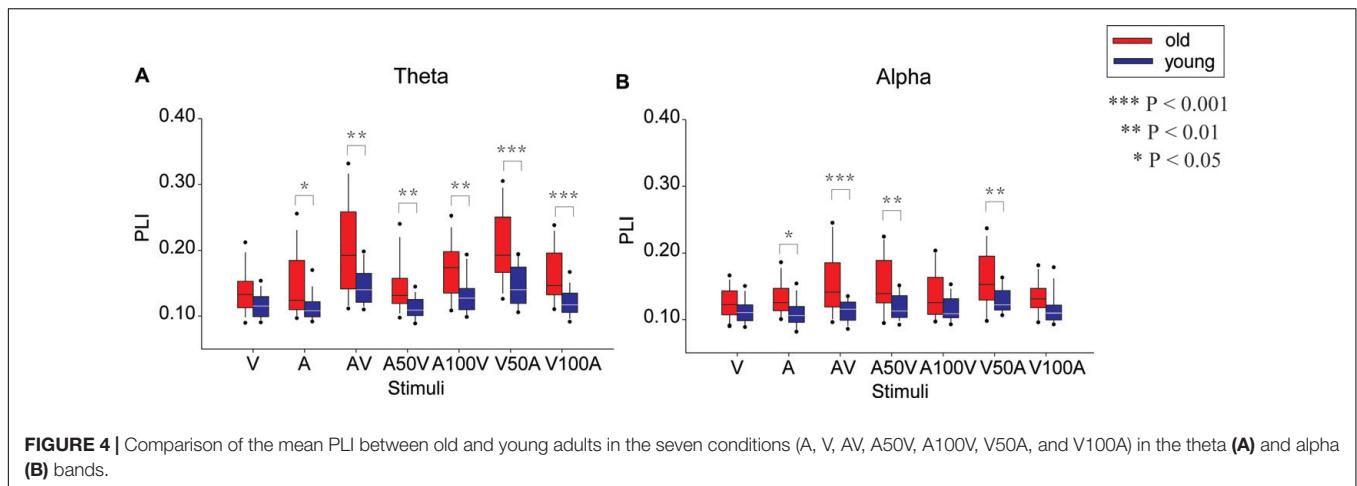 old
young
*** P < 0.001
** P < 0.01
* P < 0.05
A
Theta
PLI
0.40
0.30
0.20
0.10
*
**
**
**
***
***
V A AV A50V A100V V50A V100A
Stimuli
B
Alpha
PLI
0.40
0.30
0.20
0.10
*
***
**
**
V A AV A50V A100V V50A V100A
Stimuli
FIGURE 4 | Comparison of the mean PLI between old and young adults in the seven conditions (A, V, AV, A50V, A100V, V50A, and V100A) in the theta (A) and alpha
(B) bands.